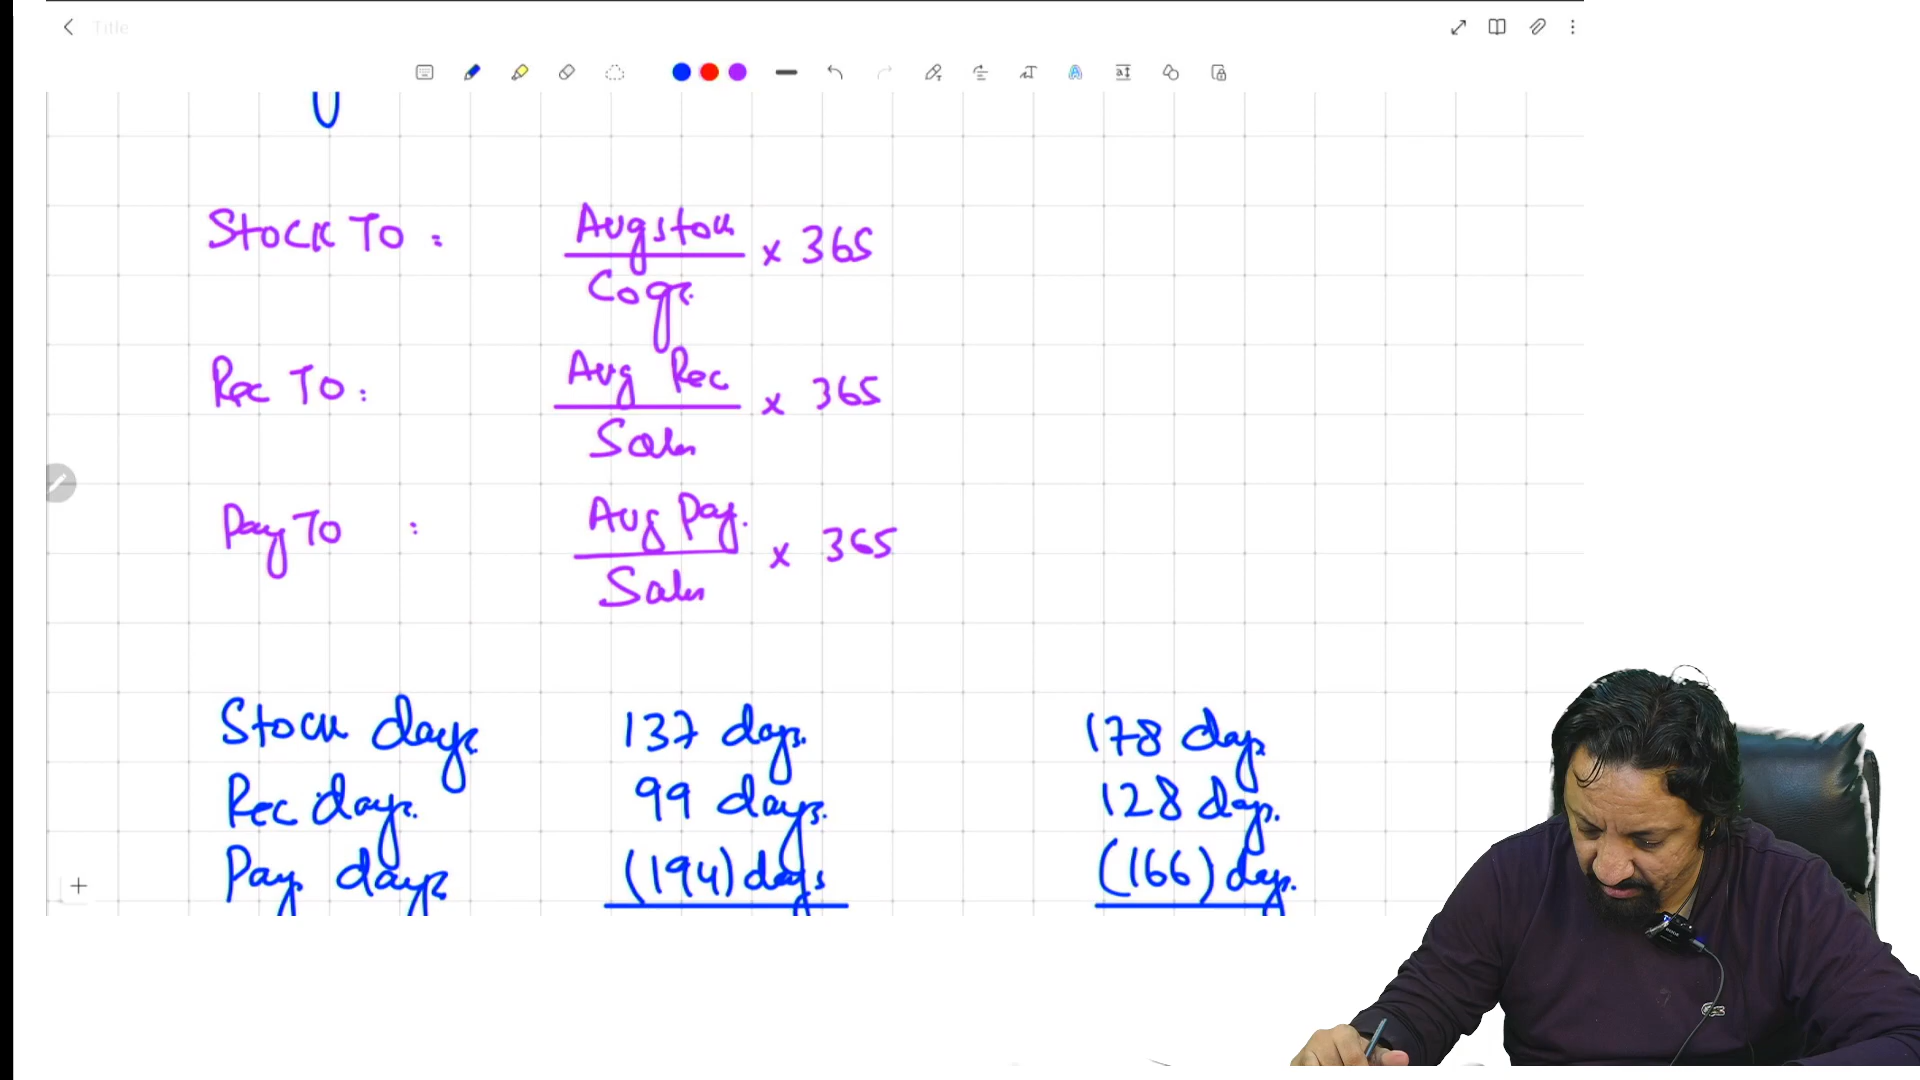 Title
Stock To :
Avg stock
Cogs.
x 365
Rec To :
Avg Rec
Sales
x 365
Pay To :
Avg Pay.
Sales
x 365
Stock days 137 days. 178 days
Rec days. 99 days. 128 days.
Pay days (194) days (166) days.